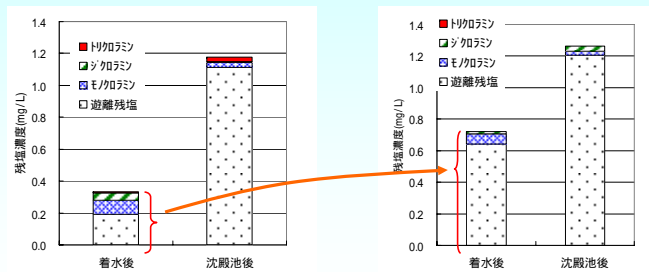 残塩濃度(mg/L)
1.4
1.2
1.0
0.8
0.6
0.4
0.2
0.0
トリクロラミン
ジクロラミン
モノクロラミン
遊離残塩
着水後
沈殿池後
残塩濃度(mg/L)
1.4
1.2
1.0
0.8
0.6
0.4
0.2
0.0
トリクロラミン
ジクロラミン
モノクロラミン
遊離残塩
着水後
沈殿池後